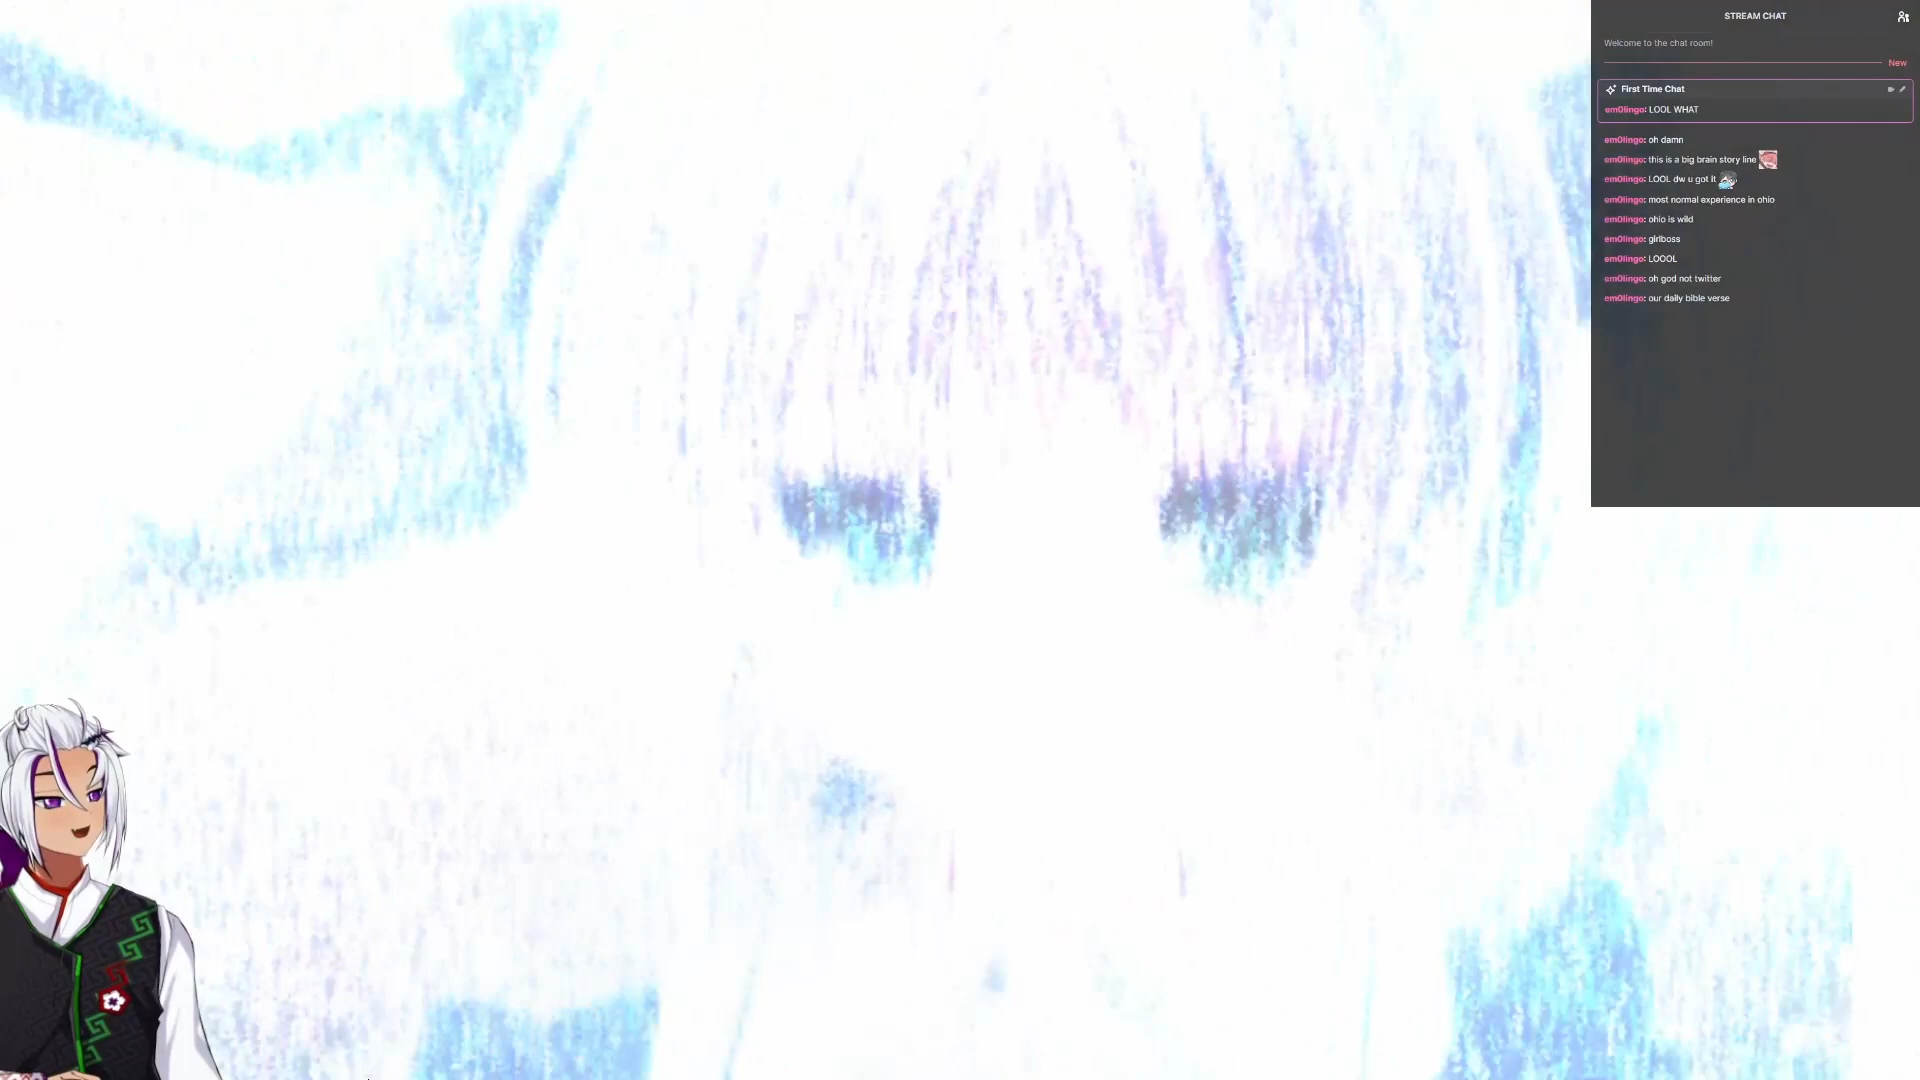 STREAM CHAT
Welcome to the chat room!
New
First Time Chat
em0lingo: LOOL WHAT
em0lingo: oh damn
em0lingo: this is a big brain story line
em0lingo: LOOL dw u got it
em0lingo: most normal experience in ohio
em0lingo: ohio is wild
em0lingo: girlboss
em0lingo: LOOOL
em0lingo: oh god not twitter
em0lingo: our daily bible verse